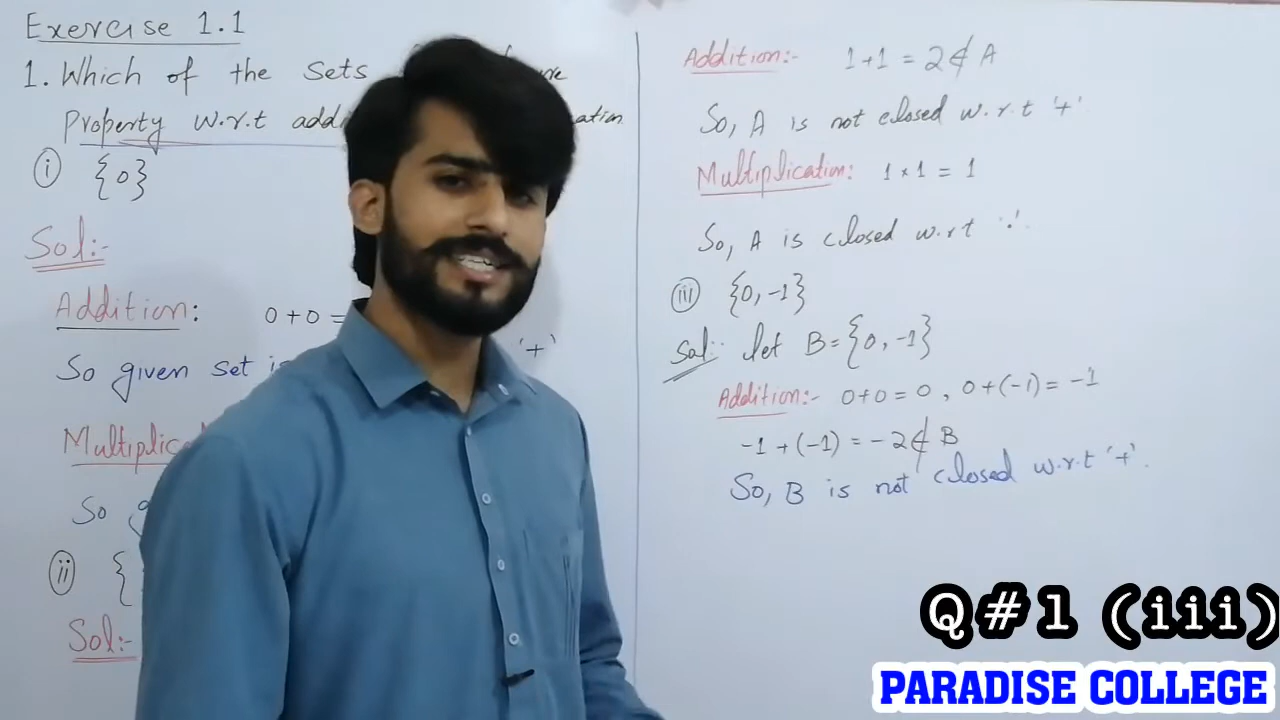 Exercise 1.1
1. Which of the sets
Property w.r.t
(i) {0}
Sol:-
Addition: 0+0 =
So given set is '+'
So
(ii) {
Sol:-
Addition:- 1+1 = 2 ∉ A
So, A is not closed w.r.t '+'
Multiplication: 1 × 1 = 1
So, A is closed w.r.t '.'
(iii) {0, -1}
Sol:- let B = {0, -1}
Addition:- 0+0 = 0 , 0+(-1) = -1
-1 + (-1) = -2 ∉ B
So, B is not closed w.r.t '+'.
Q#1 (iii)
PARADISE COLLEGE